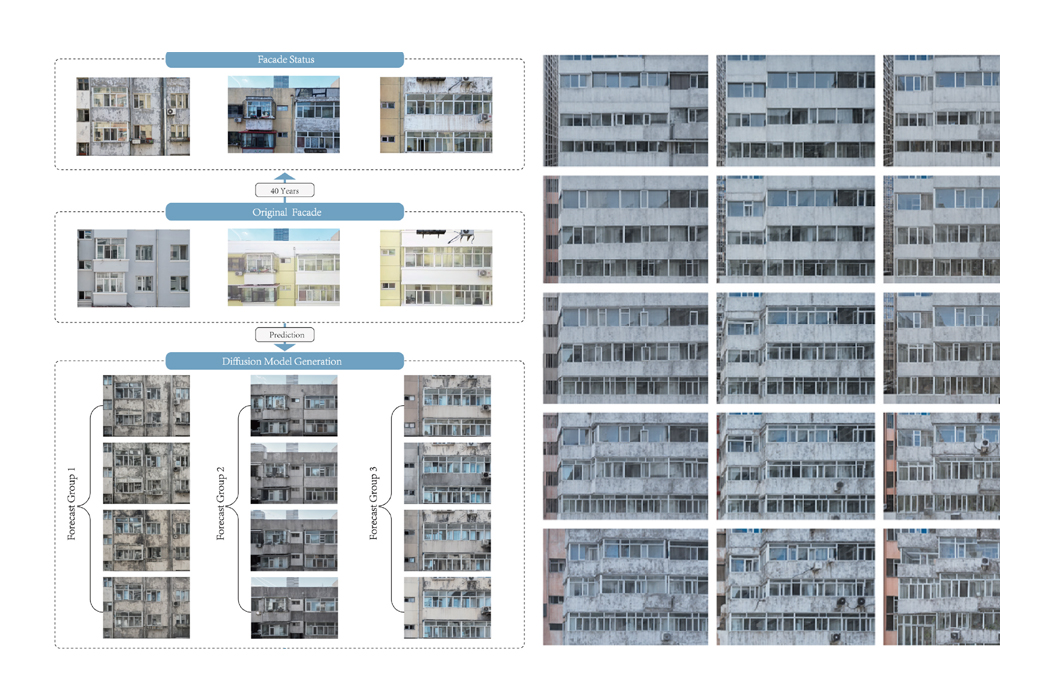 Facade Status
40 Years
Original Facade
Prediction
Diffusion Model Generation
Forecast Group 1
Forecast Group 2
Forecast Group 3